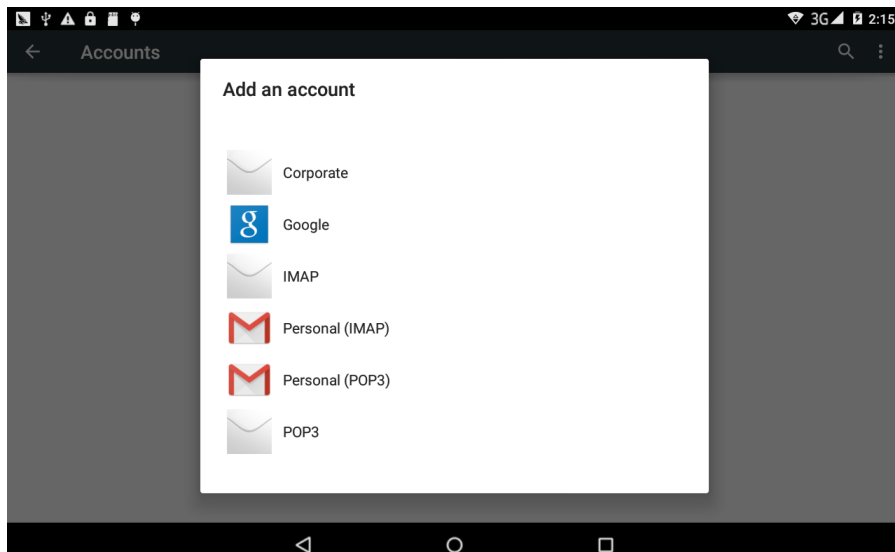 3G 2:15
Accounts
Add an account
Corporate
Google
IMAP
Personal (IMAP)
Personal (POP3)
POP3